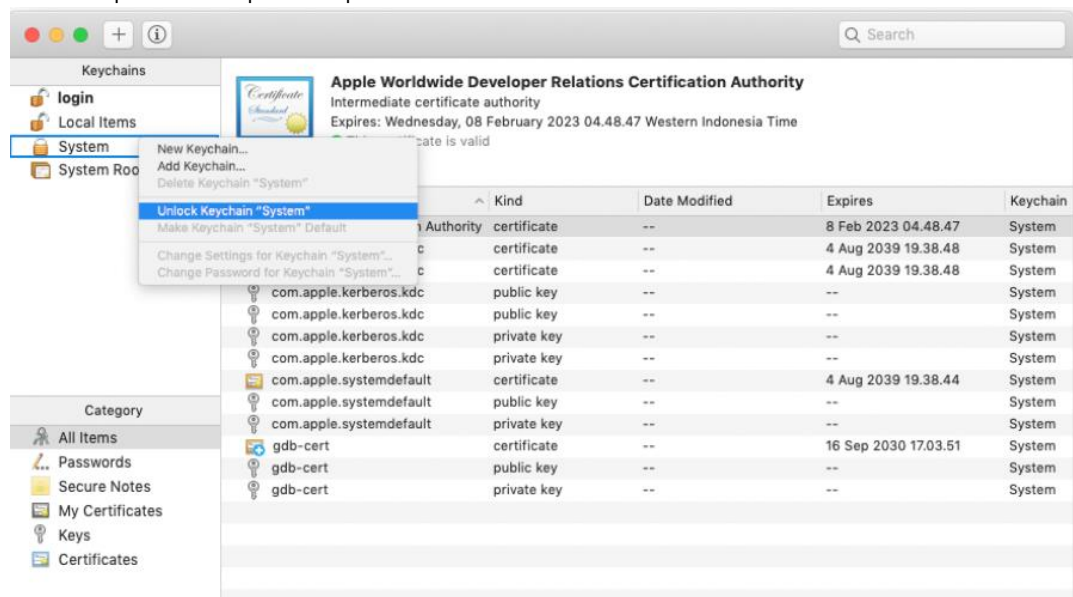 Search
Keychains
login
Local Items
System
System Roo
New Keychain...
Add Keychain...
Delete Keychain "System"
Unlock Keychain "System"
Make Keychain "System" Default
Change Settings for Keychain "System"...
Change Password for Keychain "System"...
Certificate
Standard
Apple Worldwide Developer Relations Certification Authority
Intermediate certificate authority
Expires: Wednesday, 08 February 2023 04.48.47 Western Indonesia Time
cate is valid
Kind Date Modified Expires Keychain
n Authority certificate -- 8 Feb 2023 04.48.47 System
c certificate -- 4 Aug 2039 19.38.48 System
c certificate -- 4 Aug 2039 19.38.48 System
com.apple.kerberos.kdc public key -- -- System
com.apple.kerberos.kdc public key -- -- System
com.apple.kerberos.kdc private key -- -- System
com.apple.kerberos.kdc private key -- -- System
com.apple.systemdefault certificate -- 4 Aug 2039 19.38.44 System
com.apple.systemdefault public key -- -- System
com.apple.systemdefault private key -- -- System
gdb-cert certificate -- 16 Sep 2030 17.03.51 System
gdb-cert public key -- -- System
gdb-cert private key -- -- System
Category
All Items
Passwords
Secure Notes
My Certificates
Keys
Certificates